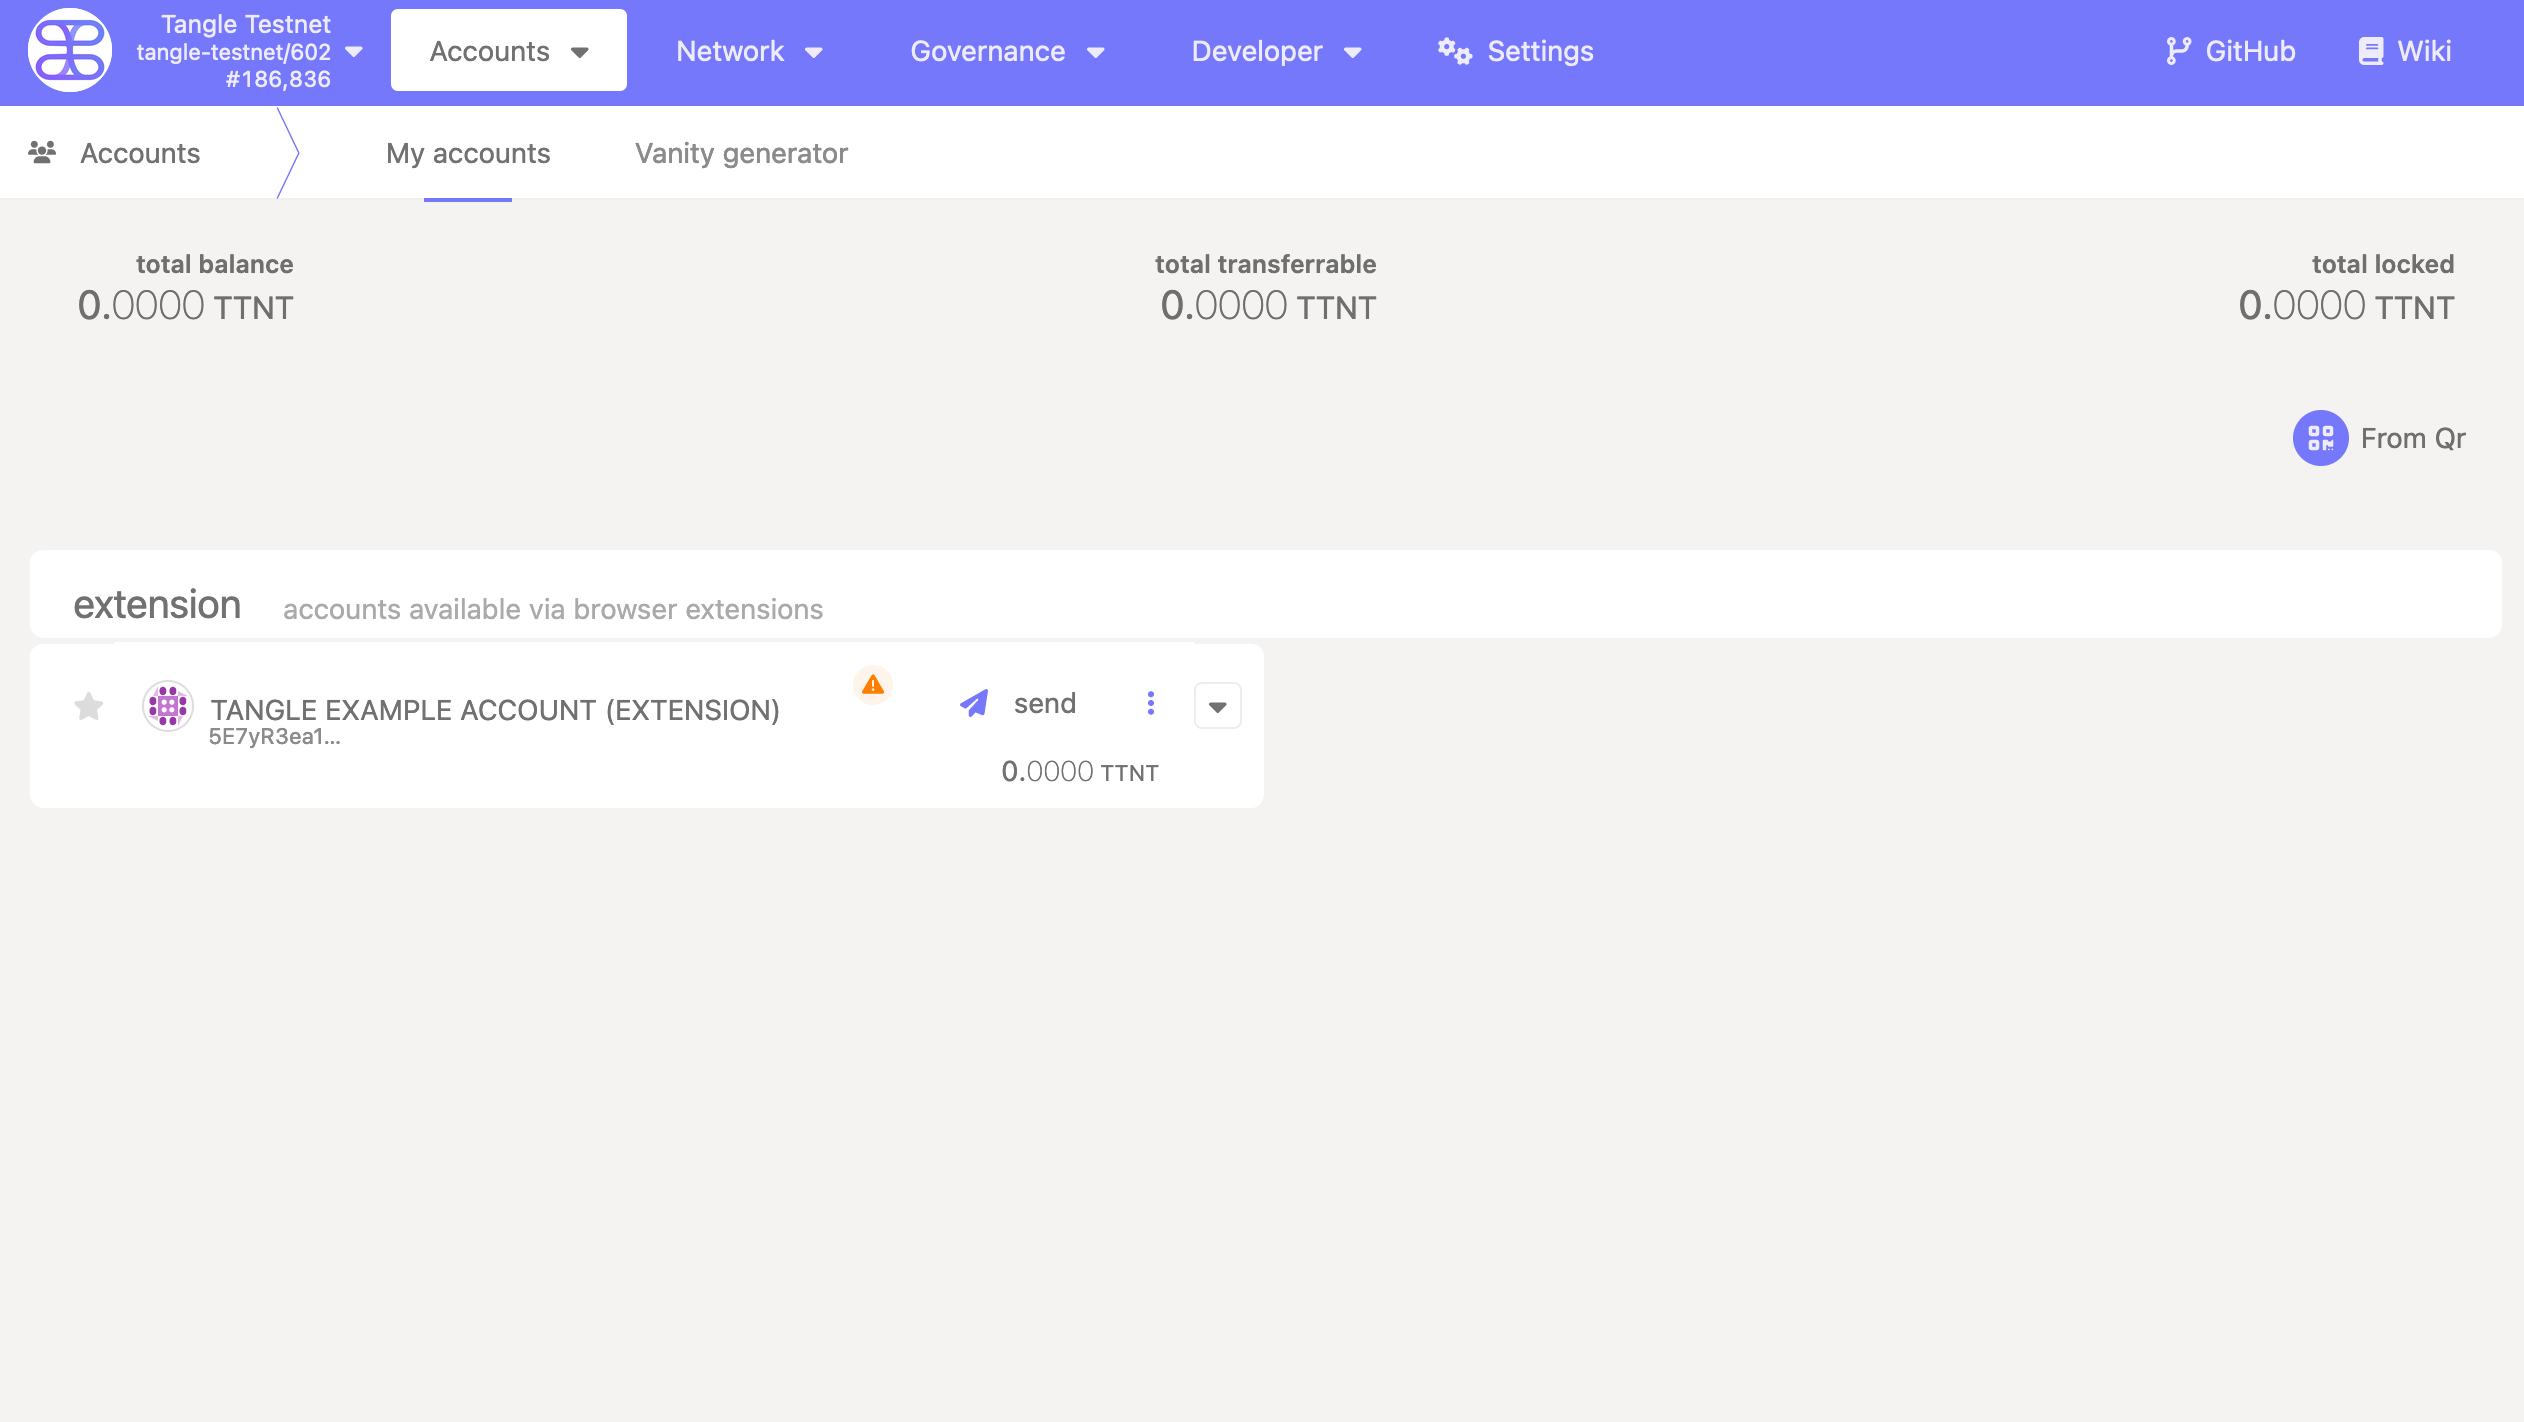 Tangle Testnet
tangle-testnet/602
#186,836
Accounts
Network
Governance
Developer
Settings
GitHub
Wiki
Accounts
My accounts
Vanity generator
total balance
0.0000 TTNT
total transferrable
0.0000 TTNT
total locked
0.0000 TTNT
From Qr
extension
accounts available via browser extensions
TANGLE EXAMPLE ACCOUNT (EXTENSION)
5E7yR3ea1...
send
0.0000 TTNT